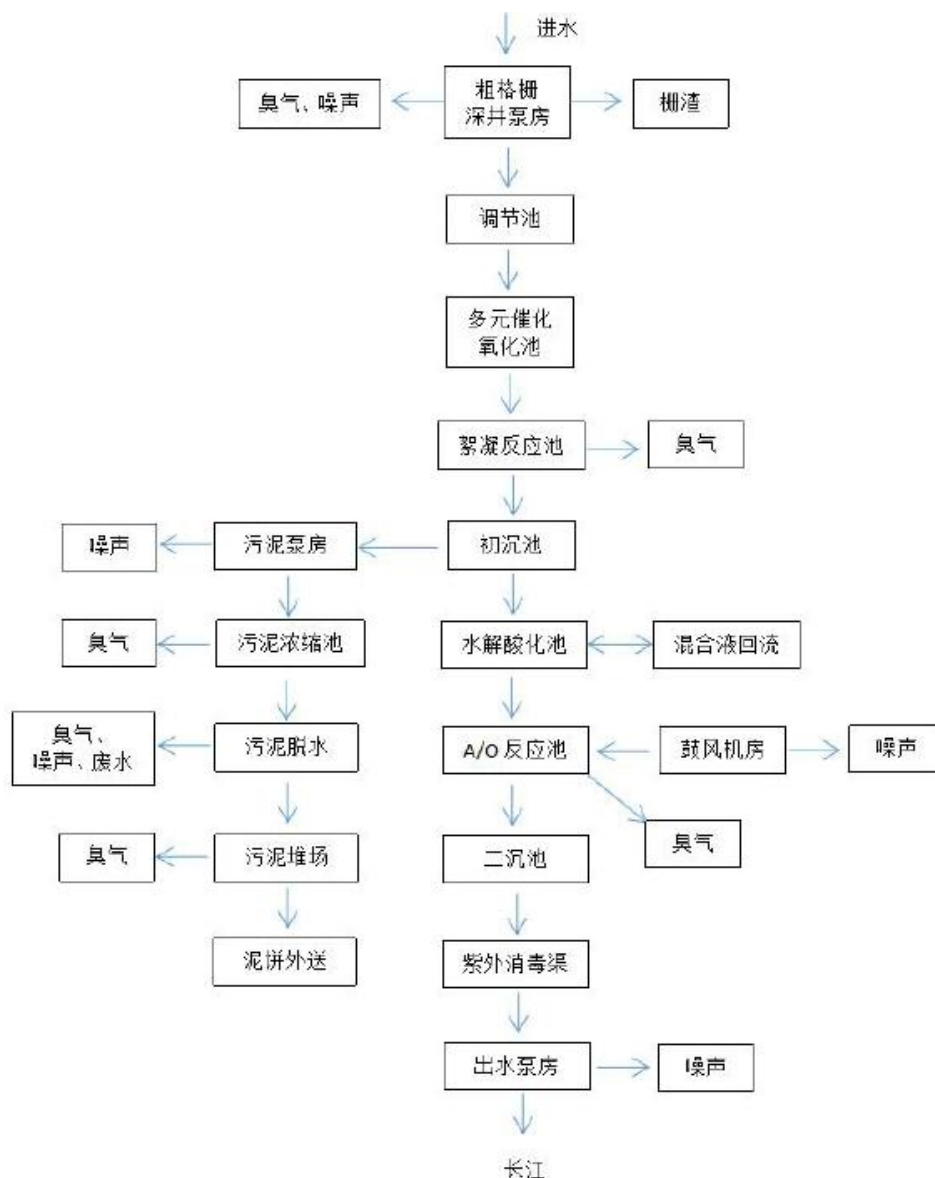 进水
臭气、噪声
粗格栅
深井泵房
栅渣
调节池
多元催化
氧化池
絮凝反应池
臭气
噪声
污泥泵房
初沉池
臭气
污泥浓缩池
水解酸化池
混合液回流
臭气、
噪声、废水
污泥脱水
A/O反应池
鼓风机房
噪声
臭气
污泥堆场
二沉池
臭气
泥饼外送
紫外消毒渠
出水泵房
噪声
长江